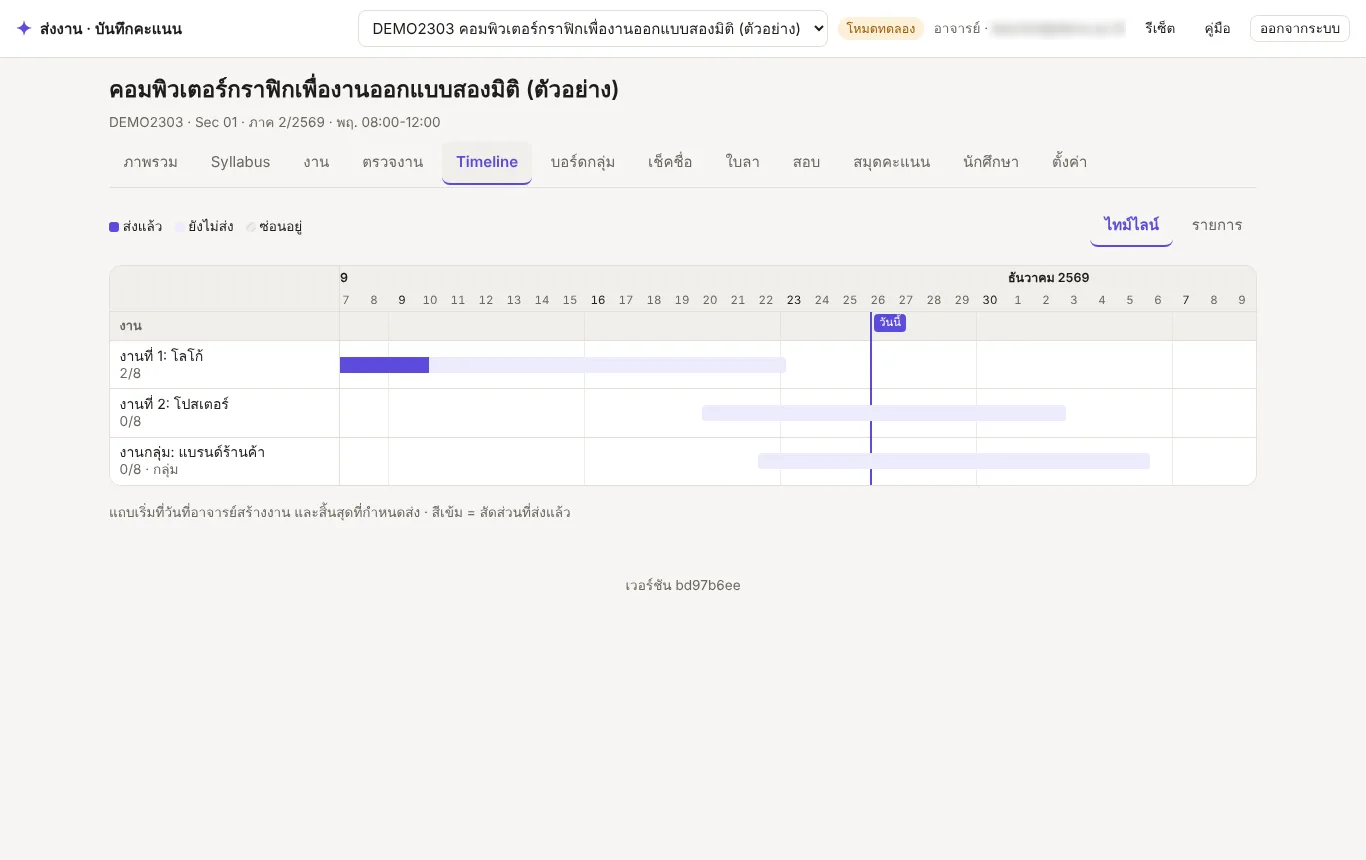 ส่งงาน · บันทึกคะแนน
DEMO2303 คอมพิวเตอร์กราฟิกเพื่องานออกแบบสองมิติ (ตัวอย่าง)
โหมดทดลอง
อาจารย์ ·
รีเซ็ต
คู่มือ
ออกจากระบบ
คอมพิวเตอร์กราฟิกเพื่องานออกแบบสองมิติ (ตัวอย่าง)
DEMO2303 · Sec 01 · ภาค 2/2569 · พฤ. 08:00-12:00
ภาพรวม Syllabus งาน ตรวจงาน Timeline บอร์ดกลุ่ม เช็คชื่อ ใบลา สอบ สมุดคะแนน นักศึกษา ตั้งค่า
ส่งแล้ว ยังไม่ส่ง ซ่อนอยู่
ไทม์ไลน์ รายการ
9 ธันวาคม 2569
7 8 9 10 11 12 13 14 15 16 17 18 19 20 21 22 23 24 25 26 27 28 29 30 1 2 3 4 5 6 7 8 9
งาน
วันนี้
งานที่ 1: โลโก้
2/8
งานที่ 2: โปสเตอร์
0/8
งานกลุ่ม: แบรนด์ร้านค้า
0/8 · กลุ่ม
แถบเริ่มที่วันที่อาจารย์สร้างงาน และสิ้นสุดที่กำหนดส่ง · สีเข้ม = สัดส่วนที่ส่งแล้ว
เวอร์ชัน bd97b6ee